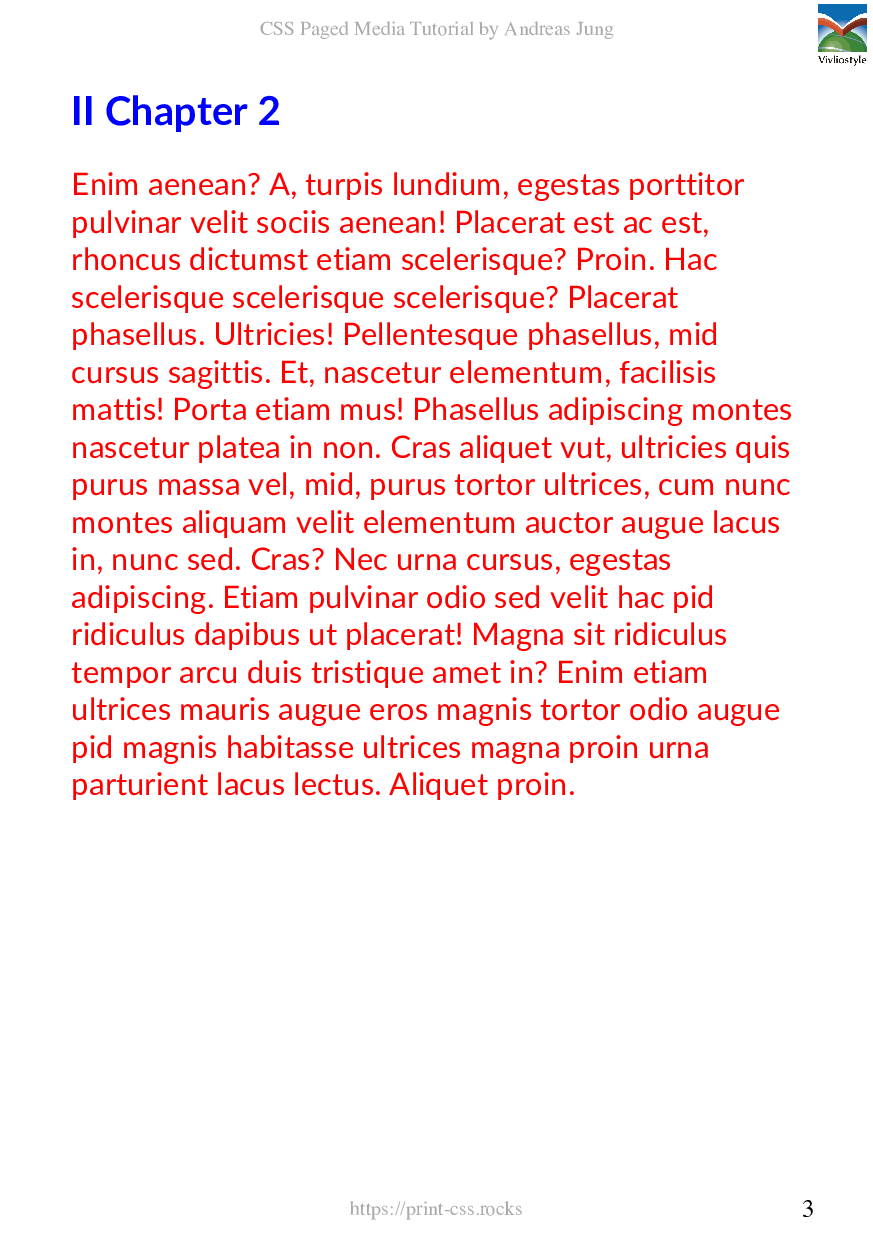 CSS Paged Media Tutorial by Andreas Jung
Vivliostyle
II Chapter 2
Enim aenean? A, turpis lundium, egestas porttitor
pulvinar velit sociis aenean! Placerat est ac est,
rhoncus dictumst etiam scelerisque? Proin. Hac
scelerisque scelerisque scelerisque? Placerat
phasellus. Ultricies! Pellentesque phasellus, mid
cursus sagittis. Et, nascetur elementum, facilisis
mattis! Porta etiam mus! Phasellus adipiscing montes
nascetur platea in non. Cras aliquet vut, ultricies quis
purus massa vel, mid, purus tortor ultrices, cum nunc
montes aliquam velit elementum auctor augue lacus
in, nunc sed. Cras? Nec urna cursus, egestas
adipiscing. Etiam pulvinar odio sed velit hac pid
ridiculus dapibus ut placerat! Magna sit ridiculus
tempor arcu duis tristique amet in? Enim etiam
ultrices mauris augue eros magnis tortor odio augue
pid magnis habitasse ultrices magna proin urna
parturient lacus lectus. Aliquet proin.
https://print-css.rocks
3